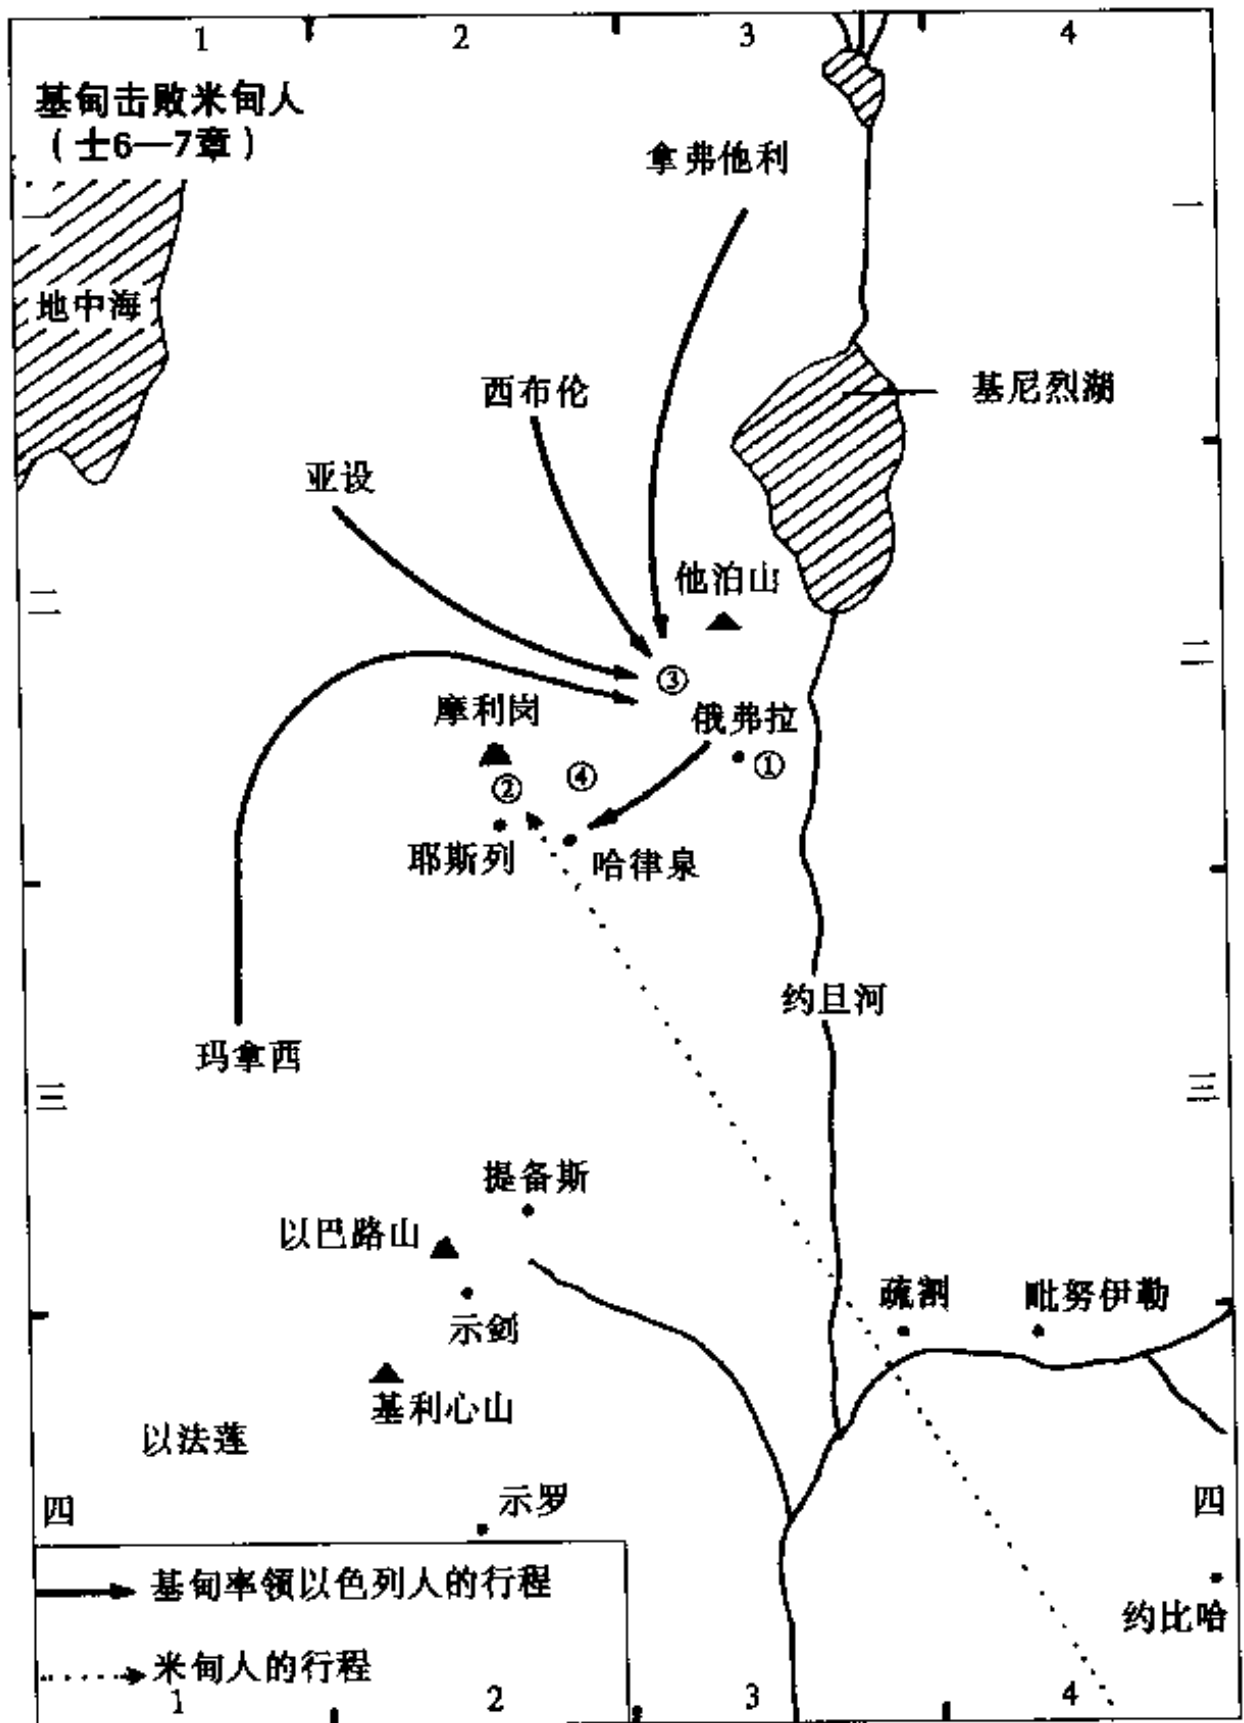 1 2 3 4
基甸击败米甸人
(士6—7章)
拿弗他利
一 一
地中海
西布伦
基尼烈湖
亚设
他泊山
二 二
③
摩利岗
俄弗拉
①
④
②
耶斯列
哈律泉
约旦河
玛拿西
三 三
提备斯
以巴路山
疏割
毗努伊勒
示剑
基利心山
以法莲
示罗
四 四
基甸率领以色列人的行程
约比哈
米甸人的行程
1 2 3 4